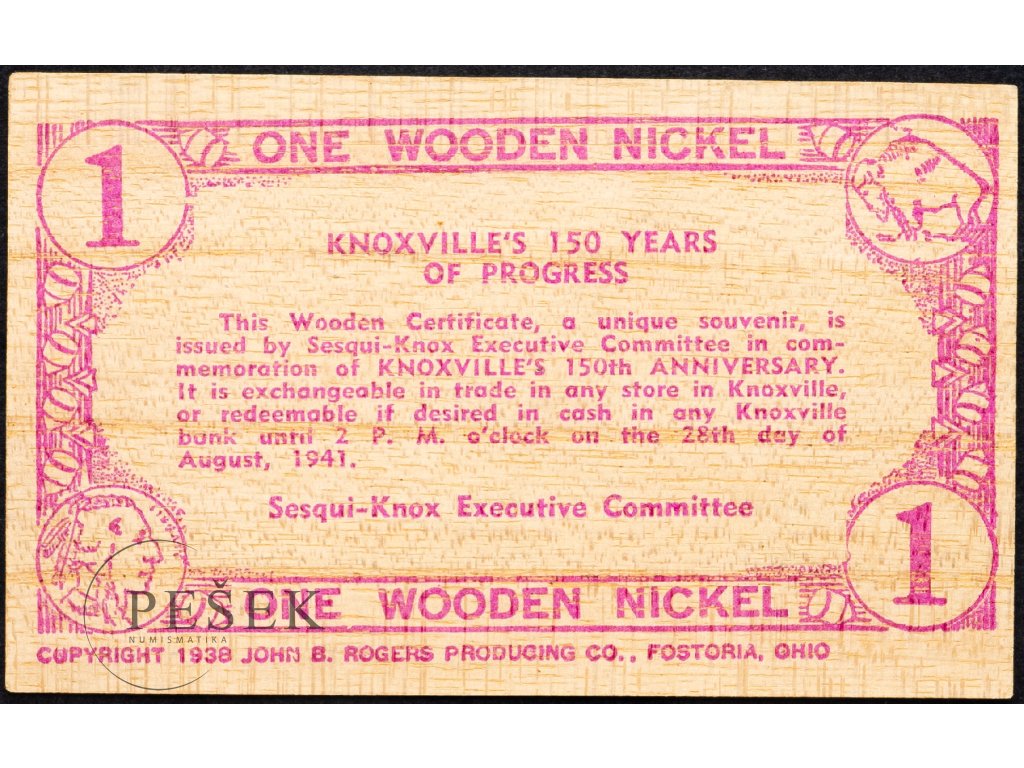 ONE WOODEN NICKEL
1
KNOXVILLE'S 150 YEARS
OF PROGRESS
This Wooden Certificate, a unique souvenir, is
issued by Sesqui-Knox Executive Committee in com-
memoration of KNOXVILLE'S 150th ANNIVERSARY.
It is exchangeable in trade in any store in Knoxville,
or redeemable if desired in cash in any Knoxville
bank until 2 P. M. o'clock on the 28th day of
August, 1941.
Sesqui-Knox Executive Committee
1
ONE WOODEN NICKEL
PEŠEK
NUMISMATIKA
COPYRIGHT 1938 JOHN B. ROGERS PRODUCING CO., FOSTORIA, OHIO